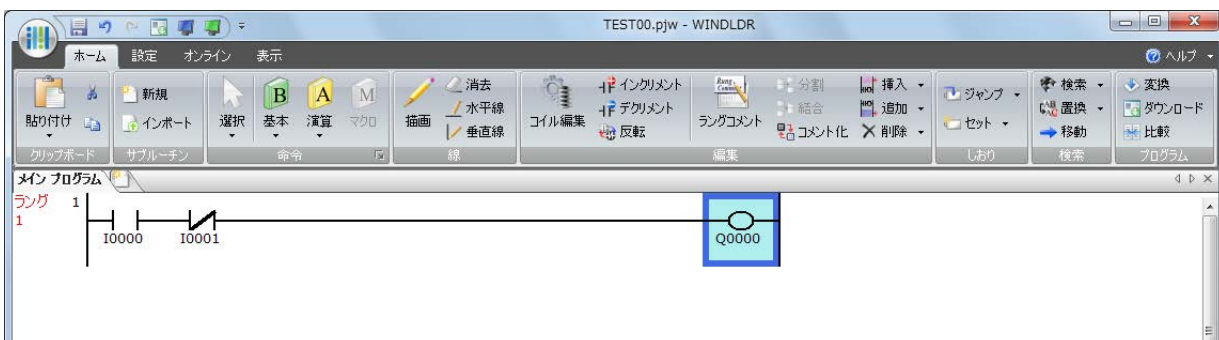 TEST00.pjw - WINDLDR
ホーム 設定 オンライン 表示 ヘルプ
貼り付け
新規
インポート
選択 基本 演算 マクロ
B A M
描画
消去
水平線
垂直線
コイル編集
インクリメント
デクリメント
反転
ラングコメント
分割
結合
コメント化
挿入
追加
削除
ジャンプ
セット
検索
置換
移動
変換
ダウンロード
比較
クリップボード サブルーチン 命令 線 編集 しおり 検索 プログラム
メイン プログラム
ラング 1
1
I0000 I0001 Q0000